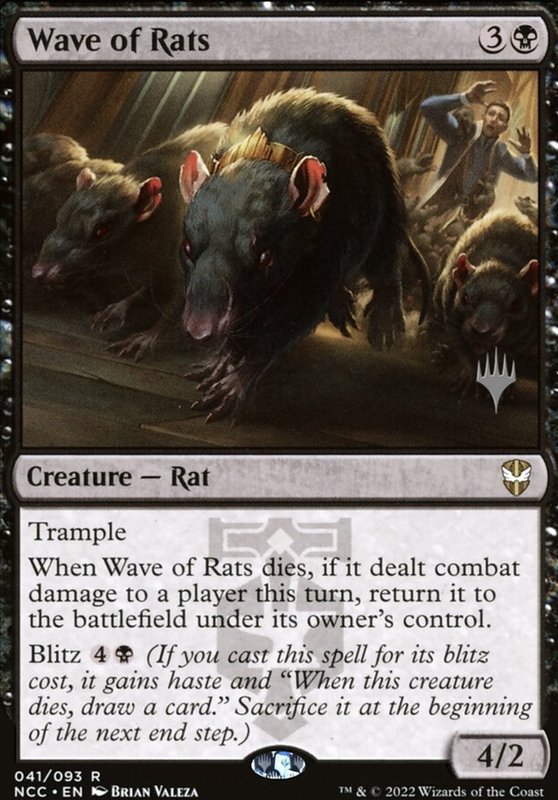 Wave of Rats 3
Creature — Rat
Trample
When Wave of Rats dies, if it dealt combat
damage to a player this turn, return it to
the battlefield under its owner's control.
Blitz 4 (If you cast this spell for its blitz
cost, it gains haste and “When this creature
dies, draw a card.” Sacrifice it at the beginning
of the next end step.)
4/2
041/093 R
NCC • EN Brian Valeza
™ & © 2022 Wizards of the Coast